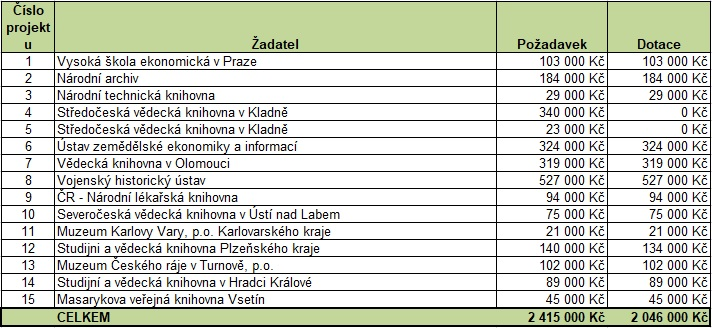 Číslo projekt u Žadatel Požadavek Dotace
1 Vysoká škola ekonomická v Praze 103 000 Kč 103 000 Kč
2 Národní archiv 184 000 Kč 184 000 Kč
3 Národní technická knihovna 29 000 Kč 29 000 Kč
4 Středočeská vědecká knihovna v Kladně 340 000 Kč 0 Kč
5 Středočeská vědecká knihovna v Kladně 23 000 Kč 0 Kč
6 Ústav zemědělské ekonomiky a informací 324 000 Kč 324 000 Kč
7 Vědecká knihovna v Olomouci 319 000 Kč 319 000 Kč
8 Vojenský historický ústav 527 000 Kč 527 000 Kč
9 ČR - Národní lékařská knihovna 94 000 Kč 94 000 Kč
10 Severočeská vědecká knihovna v Ústí nad Labem 75 000 Kč 75 000 Kč
11 Muzeum Karlovy Vary, p.o. Karlovarského kraje 21 000 Kč 21 000 Kč
12 Studijni a vědecká knihovna Plzeňského kraje 140 000 Kč 134 000 Kč
13 Muzeum Českého ráje v Turnově, p.o. 102 000 Kč 102 000 Kč
14 Studijní a vědecká knihovna v Hradci Králové 89 000 Kč 89 000 Kč
15 Masarykova veřejná knihovna Vsetín 45 000 Kč 45 000 Kč
CELKEM 2 415 000 Kč 2 046 000 Kč